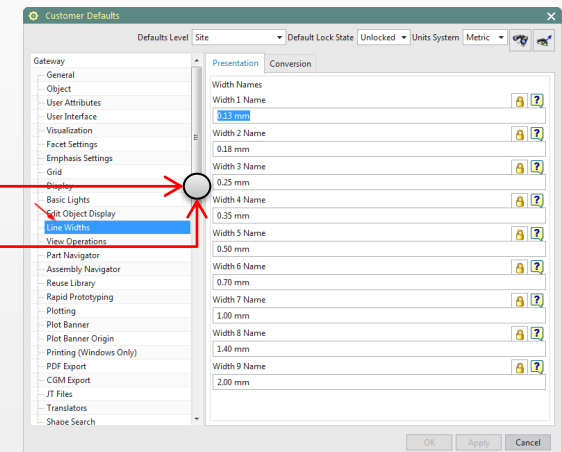 Customer Defaults
Defaults Level Site Default Lock State Unlocked Units System Metric
Gateway
General
Object
User Attributes
User Interface
Visualization
Facet Settings
Emphasis Settings
Grid
Display
Basic Lights
Edit Object Display
Line Widths
View Operations
Part Navigator
Assembly Navigator
Reuse Library
Rapid Prototyping
Plotting
Plot Banner
Plot Banner Origin
Printing (Windows Only)
PDF Export
CGM Export
JT Files
Translators
Shape Search
Presentation Conversion
Width Names
Width 1 Name
0.13 mm
Width 2 Name
0.18 mm
Width 3 Name
0.25 mm
Width 4 Name
0.35 mm
Width 5 Name
0.50 mm
Width 6 Name
0.70 mm
Width 7 Name
1.00 mm
Width 8 Name
1.40 mm
Width 9 Name
2.00 mm
OK Apply Cancel